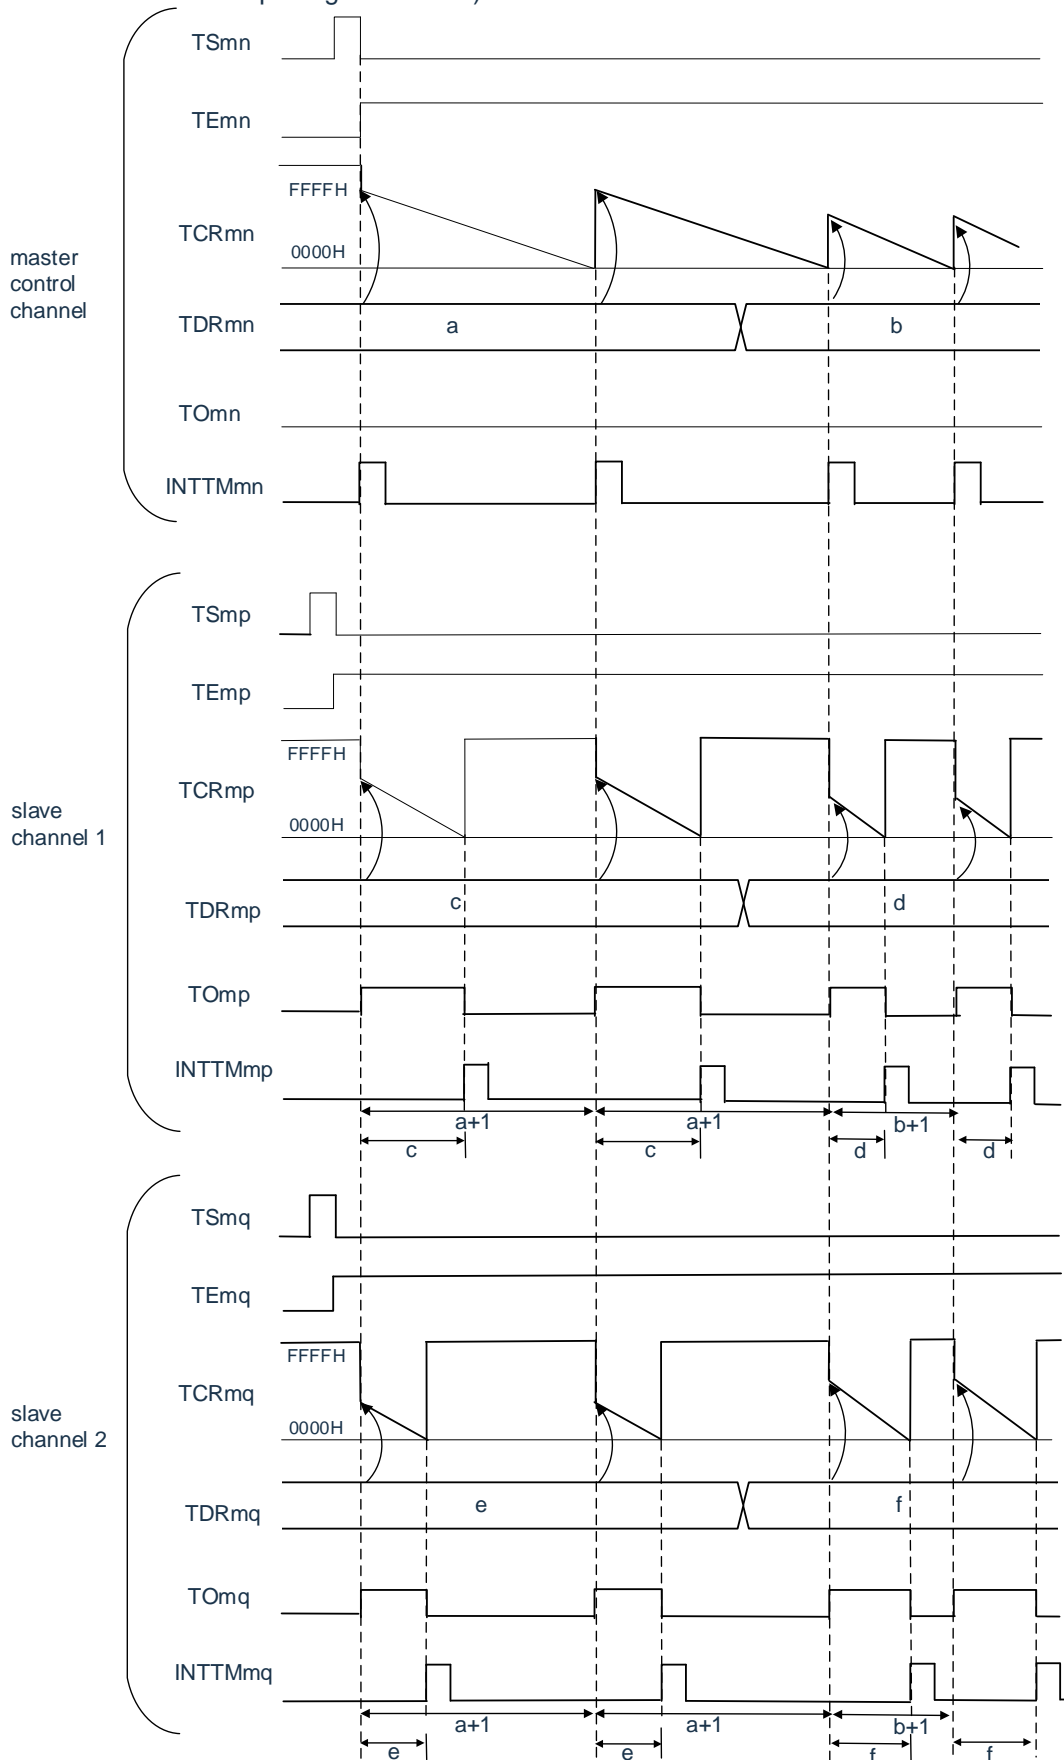 TSmn
TEmn
FFFFH
TCRmn
0000H
master
control
channel
TDRmn
a
b
TOmn
INTTMmn
TSmp
TEmp
FFFFH
TCRmp
0000H
slave
channel 1
TDRmp
c
d
TOmp
INTTMmp
a+1
a+1
b+1
c
c
d
d
TSmq
TEmq
FFFFH
TCRmq
0000H
slave
channel 2
TDRmq
e
f
TOmq
INTTMmq
a+1
a+1
b+1
e
e
f
f